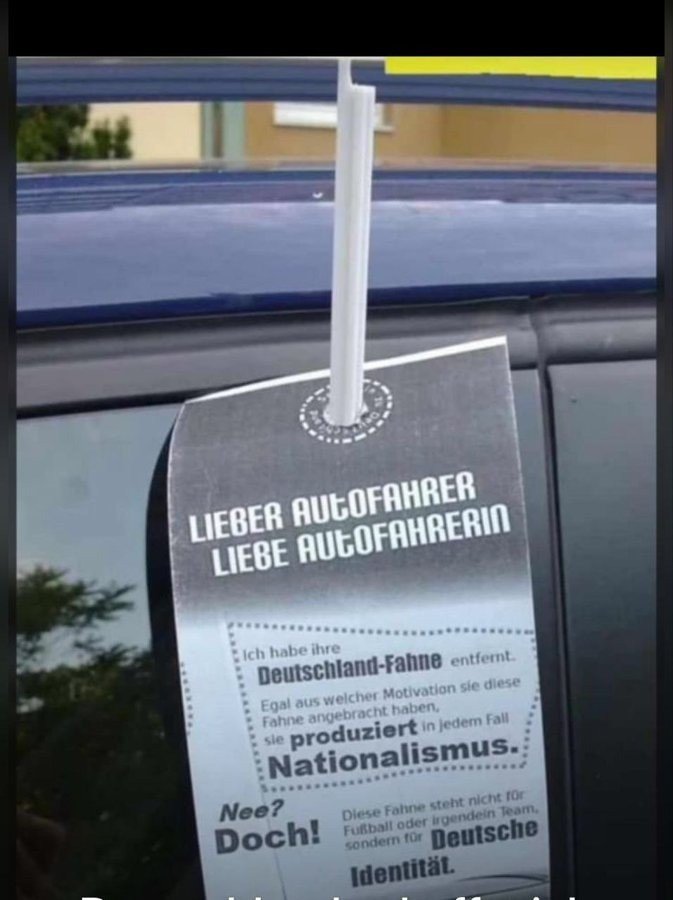 LIEBER AUTOFAHRER
LIEBE AUTOFAHRERIN
Ich habe ihre
Deutschland-Fahne entfernt.
Egal aus welcher Motivation sie diese
Fahne angebracht haben,
sie produziert in jedem Fall
Nationalismus.
Nee?
Doch!
Diese Fahne steht nicht für
Fußball oder irgendein Team,
sondern für Deutsche
Identität.